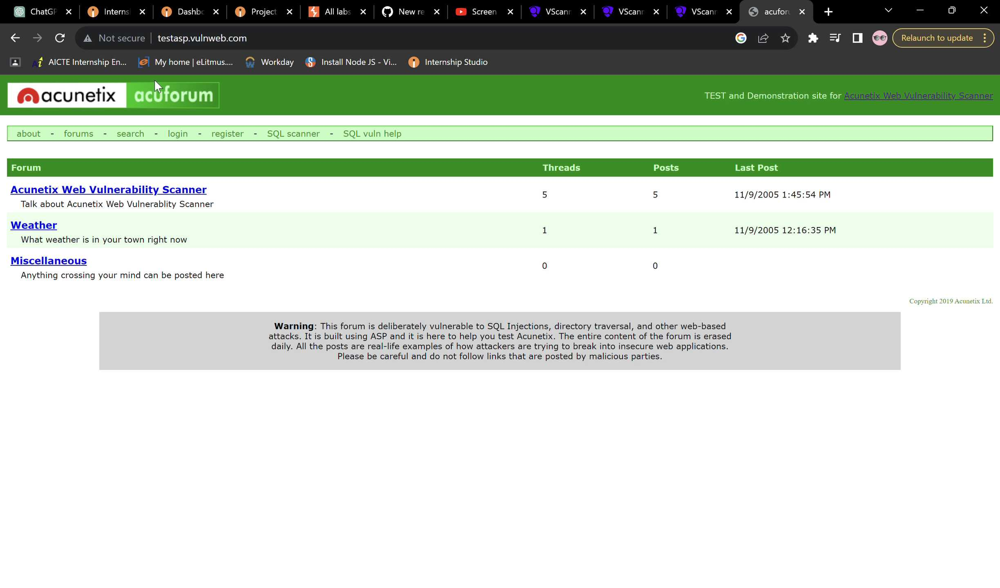 ChatGP Interns Dashbo Project All labs New re Screen VScanr VScanr VScanr acuforu
Not secure testasp.vulnweb.com Relaunch to update
AICTE Internship En... My home | eLitmus.... Workday Install Node JS - Vi... Internship Studio
acunetix acuforum
TEST and Demonstration site for Acunetix Web Vulnerability Scanner
about - forums - search - login - register - SQL scanner - SQL vuln help
Forum Threads Posts Last Post
Acunetix Web Vulnerability Scanner
Talk about Acunetix Web Vulnerablity Scanner
5 5 11/9/2005 1:45:54 PM
Weather
What weather is in your town right now
1 1 11/9/2005 12:16:35 PM
Miscellaneous
Anything crossing your mind can be posted here
0 0
Copyright 2019 Acunetix Ltd.
Warning: This forum is deliberately vulnerable to SQL Injections, directory traversal, and other web-based
attacks. It is built using ASP and it is here to help you test Acunetix. The entire content of the forum is erased
daily. All the posts are real-life examples of how attackers are trying to break into insecure web applications.
Please be careful and do not follow links that are posted by malicious parties.